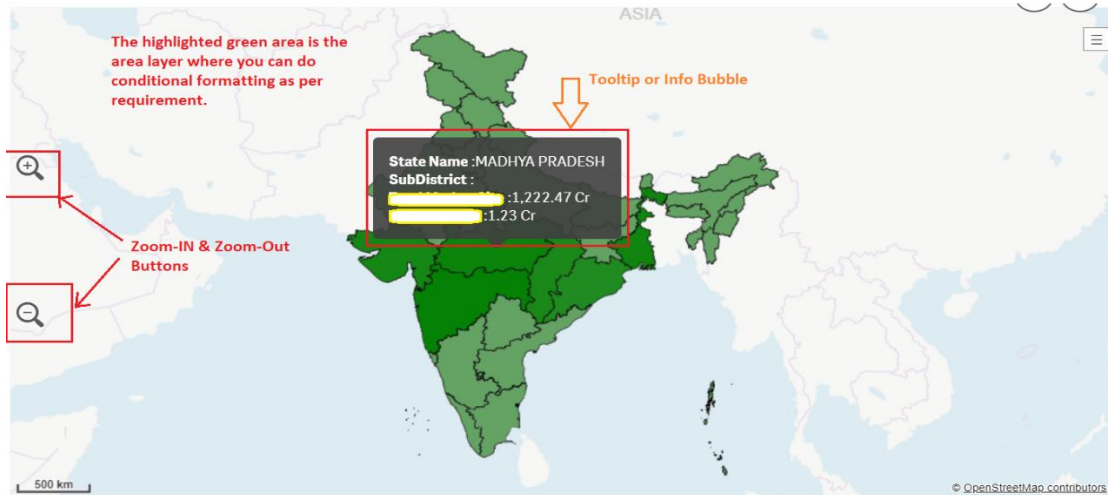 ASIA
The highlighted green area is the
area layer where you can do
conditional formatting as per
requirement.
Tooltip or Info Bubble
State Name :MADHYA PRADESH
SubDistrict :
:1,222.47 Cr
:1.23 Cr
Zoom-IN & Zoom-Out
Buttons
500 km
© OpenStreetMap contributors